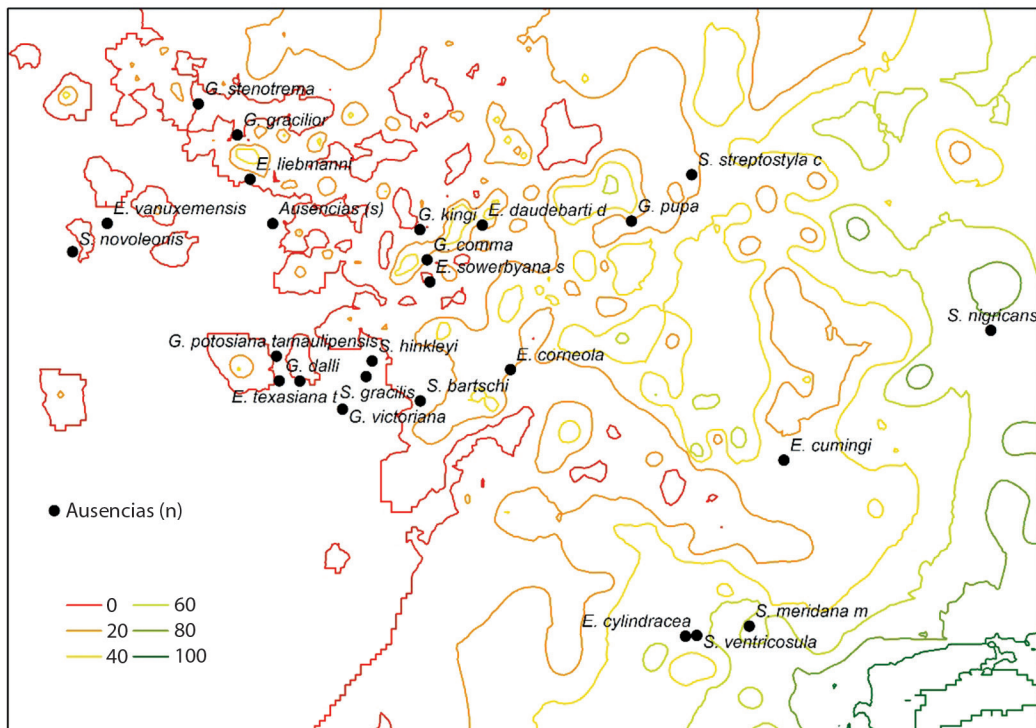 G. stenotrema
G. gracilior
E. liebmanni
S. streptostyla c
E. vanuxemensis
Ausencias (s)
G. kingi
E. daudebarti d
G. pupa
S. novoleonis
G. comma
E. sowerbyana s
S. nigricans
G. potosiana tamaulipensis
S. hinkleyi
G. dalli
E. corneola
E. texasiana t
S. gracilis
S. bartschi
G. victoriana
E. cumingi
Ausencias (n)
0
60
20
80
40
100
S. meridana m
E. cylindracea
S. ventricosula